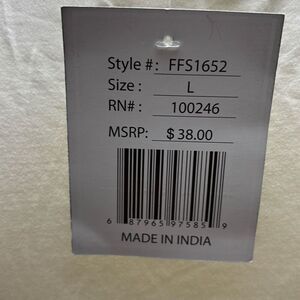 Style #: FFS1652
Size : L
RN# : 100246
MSRP: $ 38.00
6 87965 97585 9
MADE IN INDIA